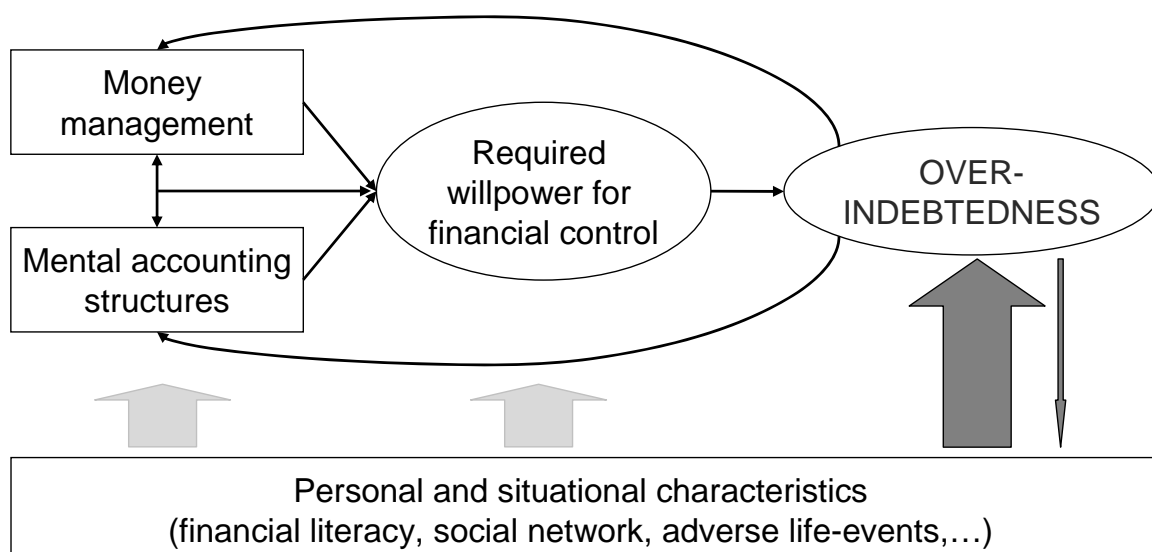 Money
management
Mental accounting
structures
Required
willpower for
financial control
OVER-
INDEBTEDNESS
Personal and situational characteristics
(financial literacy, social network, adverse life-events,…)